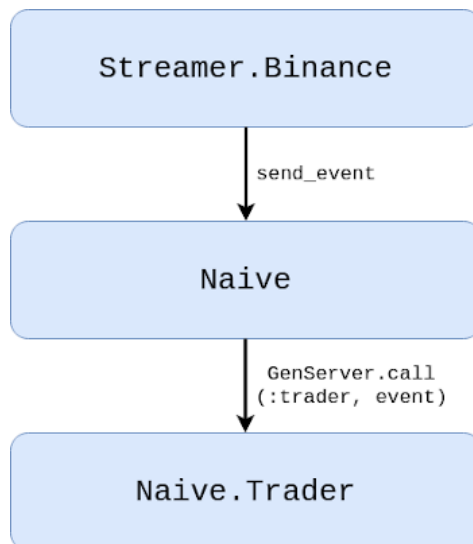 Streamer.Binance
send_event
Naive
GenServer.call
(:trader, event)
Naive.Trader